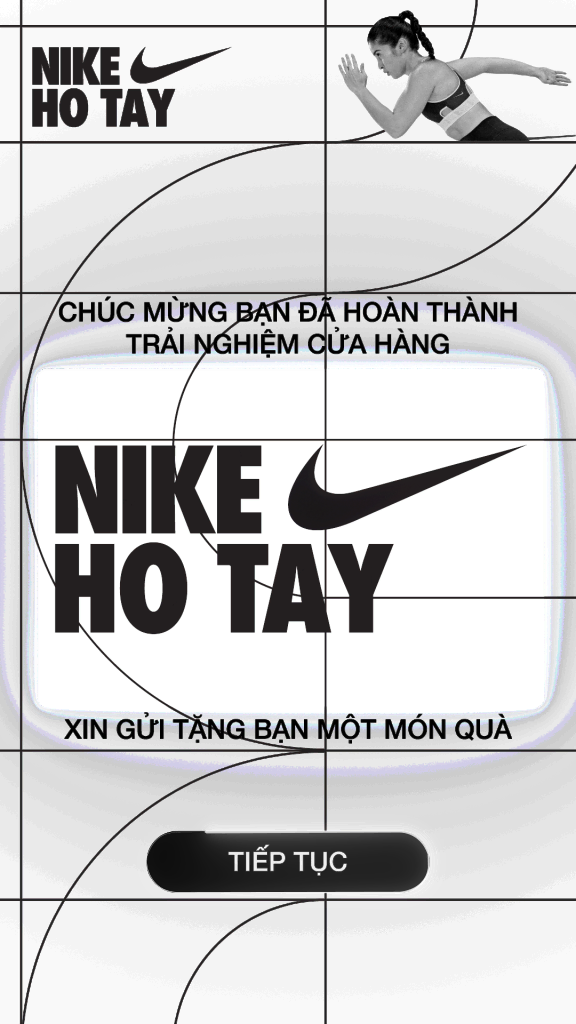 NIKE
HO TAY
CHÚC MỪNG BẠN ĐÃ HOÀN THÀNH
TRẢI NGHIỆM CỬA HÀNG
NIKE
HO TAY
XIN GỬI TẶNG BẠN MỘT MÓN QUÀ
TIẾP TỤC